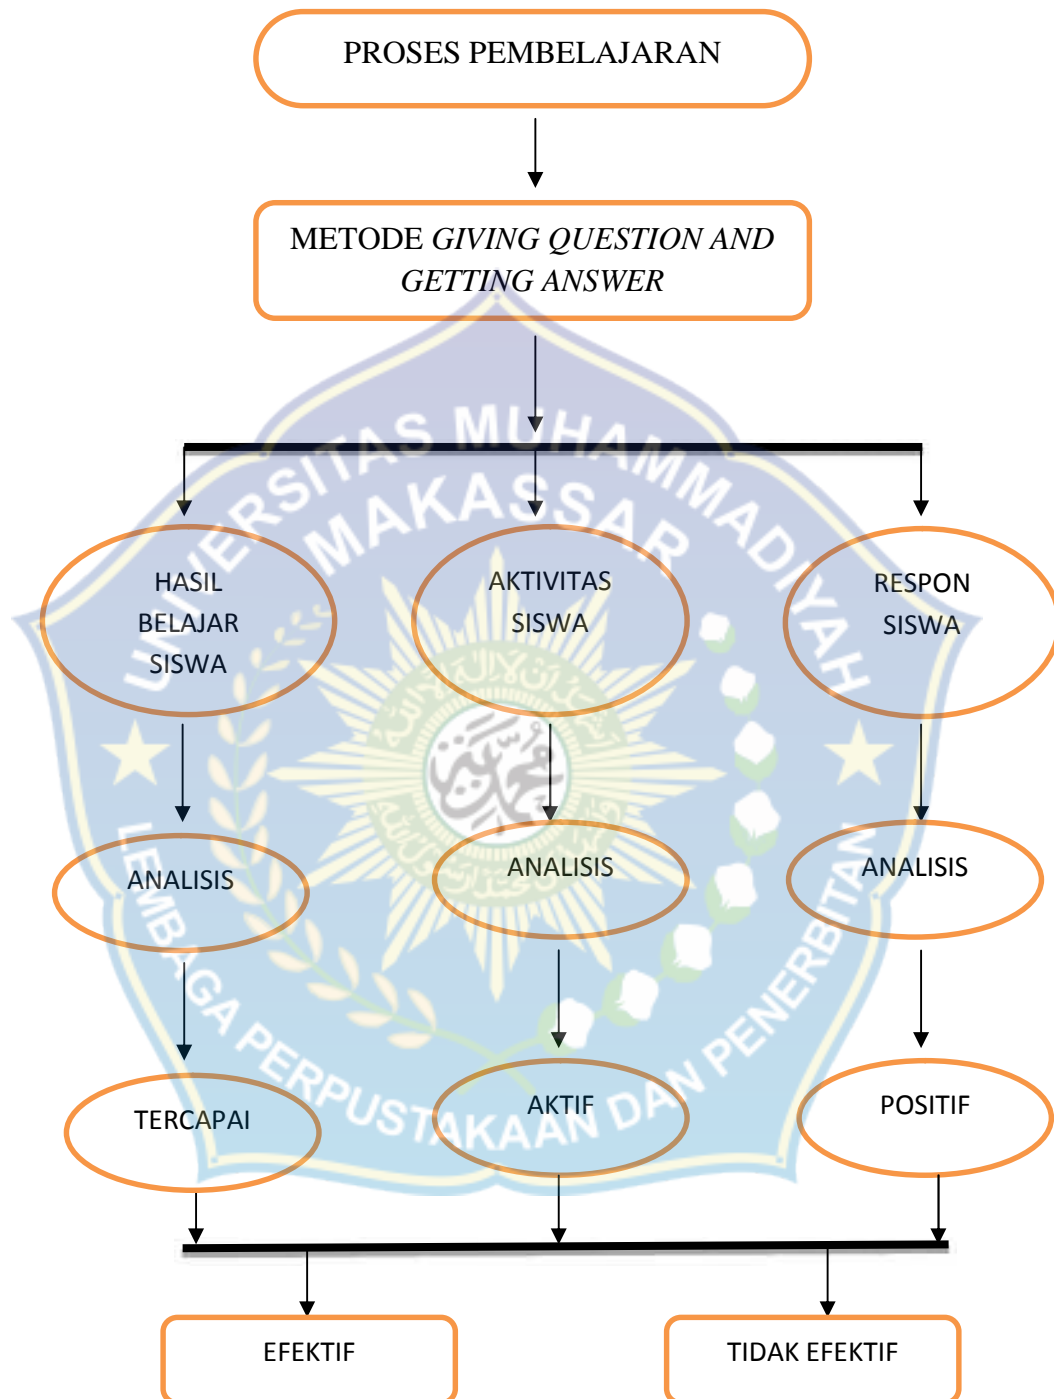 PROSES PEMBELAJARAN
METODE GIVING QUESTION AND
GETTING ANSWER
UNIVERSITAS MUHAMMADIYAH
MAKASSAR
HASIL
BELAJAR
SISWA
AKTIVITAS
SISWA
RESPON
SISWA
ANALISIS
ANALISIS
ANALISIS
TERCAPAI
AKTIF
POSITIF
LEMBAGA PERPUSTAKAAN DAN PENERBITAN
EFEKTIF
TIDAK EFEKTIF